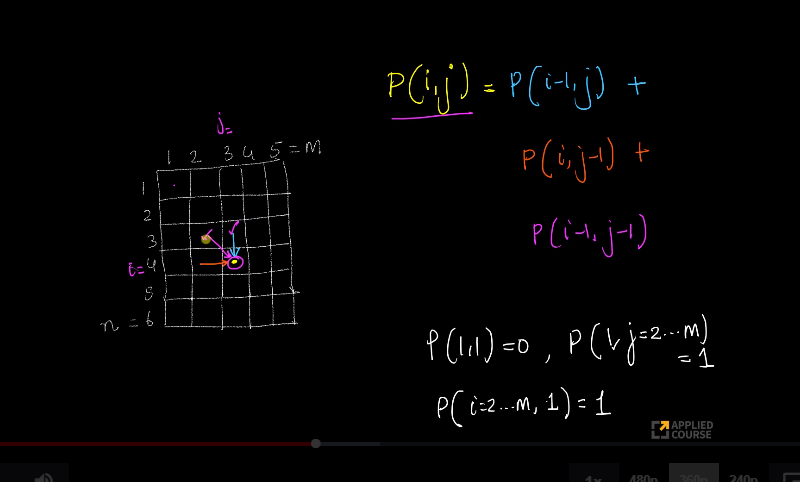 P(i,j) = P(i-1,j) +
P(i,j-1) +
P(i-1,j-1)
j=
1 2 3 4 5 = M
1
2
3
i= 4
5
n = 6
P(1,1)=0 , P(1, j=2...M) = 1
P(i=2...M, 1) = 1
APPLIED
COURSE
1x 480p 360p 240p